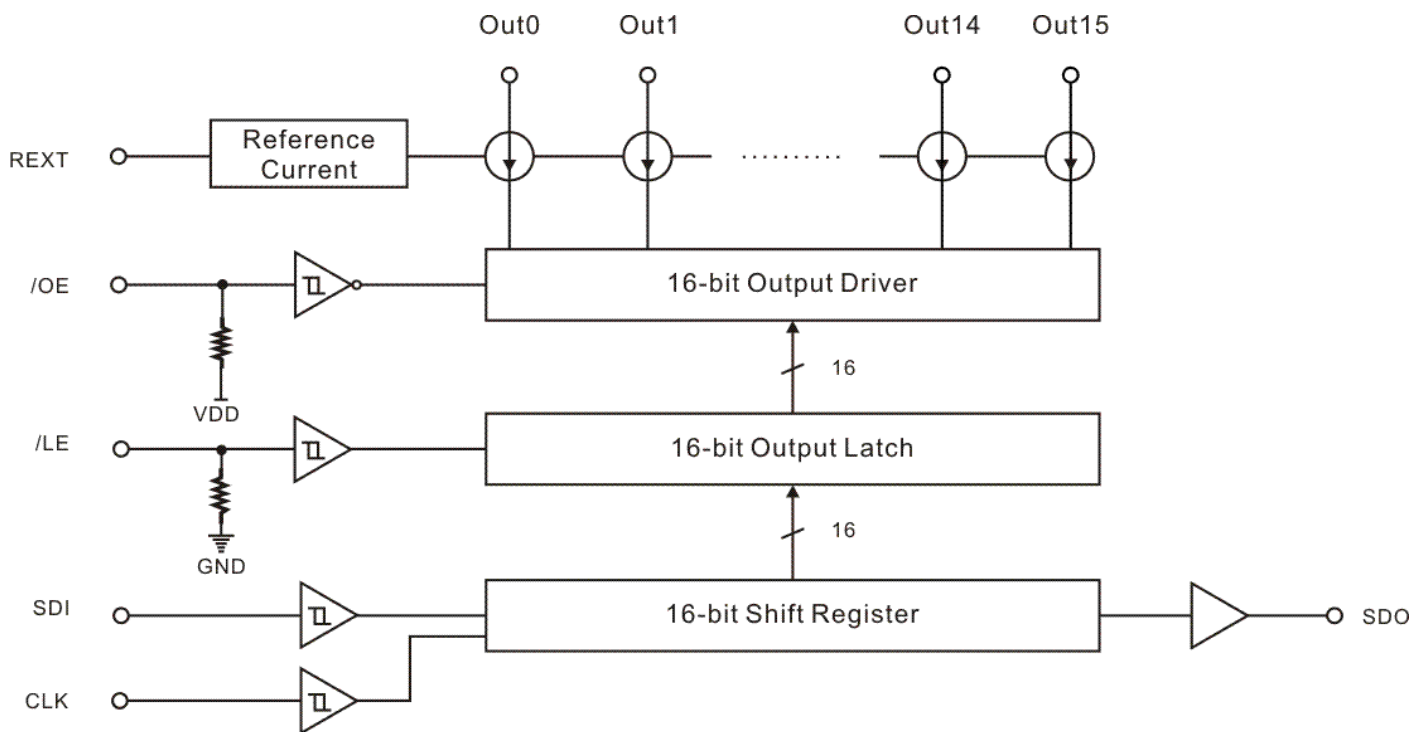 Out0
Out1
Out14
Out15
REXT
Reference
Current
..........
/OE
16-bit Output Driver
VDD
16
/LE
16-bit Output Latch
GND
16
SDI
16-bit Shift Register
SDO
CLK